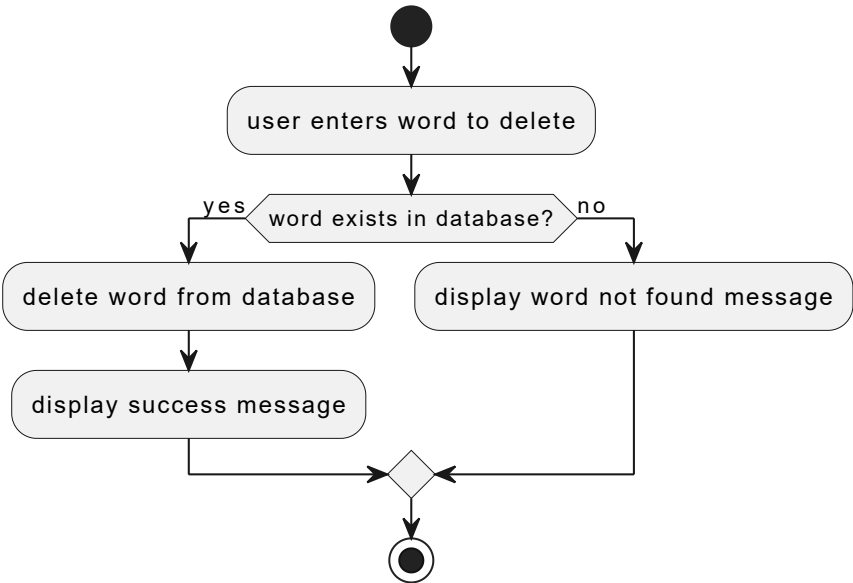 user enters word to delete
yes
word exists in database?
no
delete word from database
display word not found message
display success message